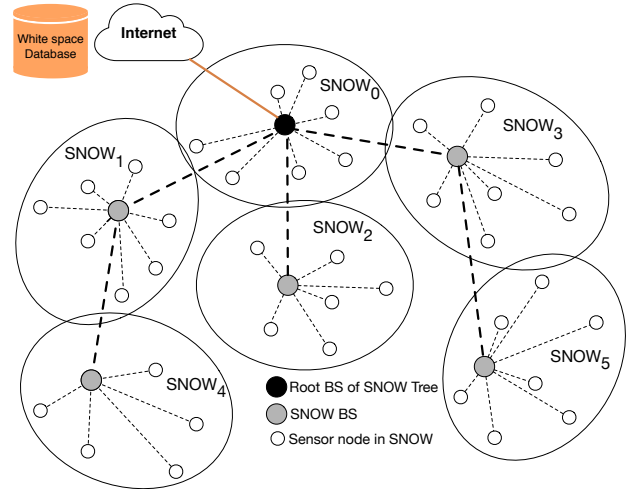 White space
Database
Internet
SNOW0
SNOW3
SNOW1
SNOW2
SNOW4
SNOW5
Root BS of SNOW Tree
SNOW BS
Sensor node in SNOW